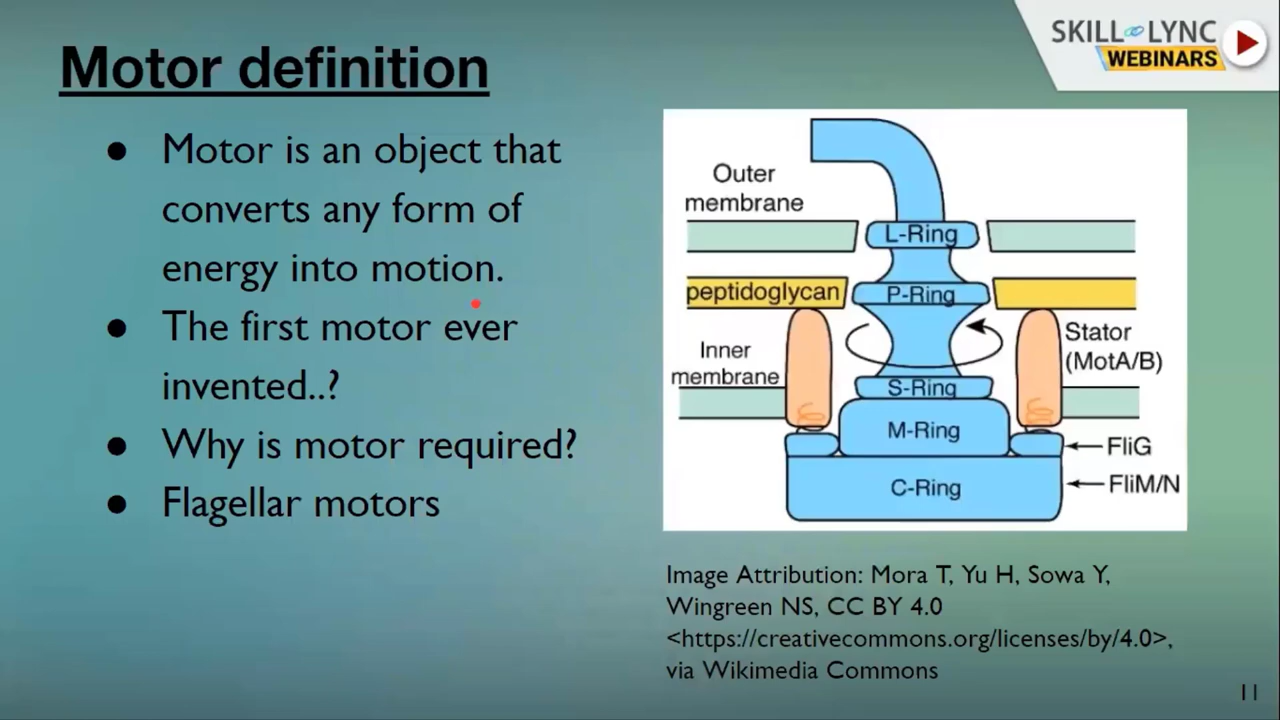 Motor definition
SKILL LYNC
WEBINARS
● Motor is an object that
converts any form of
energy into motion.
● The first motor ever
invented..?
● Why is motor required?
● Flagellar motors
Outer
membrane
L-Ring
peptidoglycan
P-Ring
Inner
membrane
Stator
(MotA/B)
S-Ring
M-Ring
FliG
C-Ring
FliM/N
Image Attribution: Mora T, Yu H, Sowa Y,
Wingreen NS, CC BY 4.0
<https://creativecommons.org/licenses/by/4.0>,
via Wikimedia Commons
11